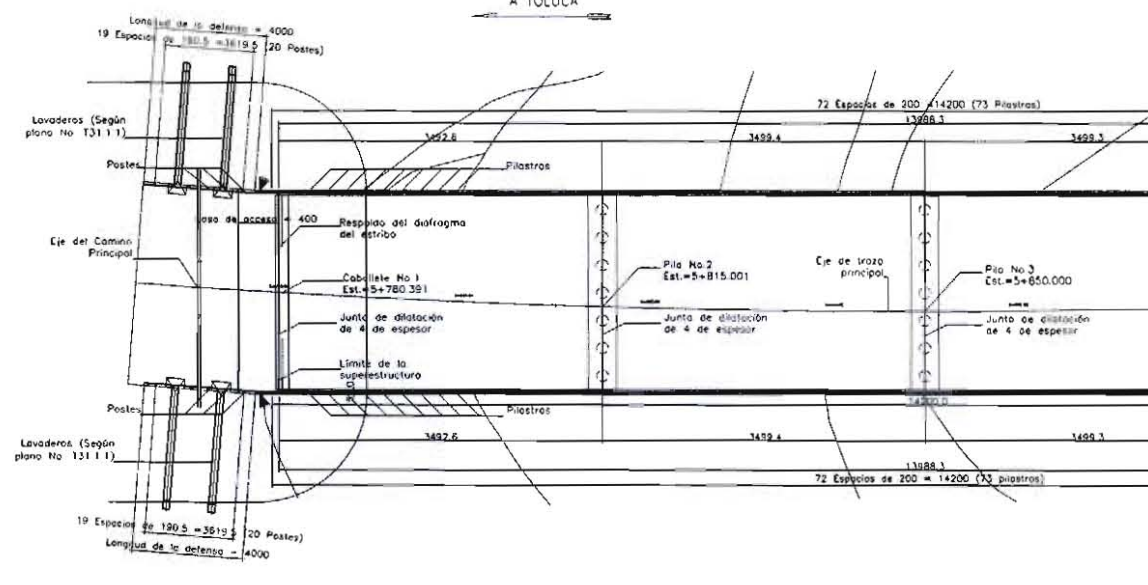 A TOLUCA
Longitud de la defensa = 4000
19 Espacios de 190.5 =3619.5 (20 Postes)
72 Espacios de 200 =14200 (73 Pilastras)
13988.3
3492.6
3499.4
3499.3
Lavaderos (Según
plano No. T31.1.1)
Postes
Pilastras
Losa de acceso = 400
Respaldo del diafragma
del estribo
Eje del Camino
Principal
Caballete No.1
Est.=5+780.391
Pila No.2
Est.=5+815.001
Eje de trazo
principal
Pila No.3
Est.=5+850.000
Junta de dilatación
de 4 de espesor
Junta de dilatación
de 4 de espesor
Junta de dilatación
de 4 de espesor
Límite de la
superestructura
Postes
Pilastras
14200.0
Lavaderos (Según
plano No. T31.1.1)
3492.6
3499.4
3499.3
13988.3
72 Espacios de 200 = 14200 (73 pilastras)
19 Espacios de 190.5 =3619.5 (20 Postes)
Longitud de la defensa = 4000